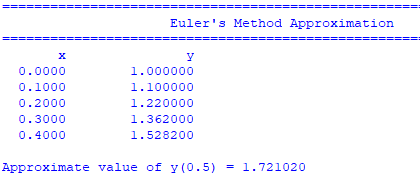 ==================================================
Euler's Method Approximation
==================================================
x y
0.0000 1.000000
0.1000 1.100000
0.2000 1.220000
0.3000 1.362000
0.4000 1.528200
Approximate value of y(0.5) = 1.721020